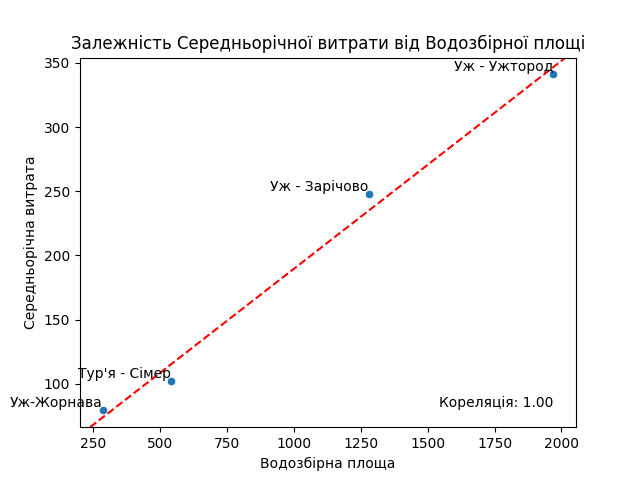 Залежність Середньорічної витрати від Водозбірної площі
Середньорічна витрата
350
300
250
200
150
100
Уж - Ужтород
Уж - Зарічово
Тур'я - Сімер
Уж-Жорнава
Кореляція: 1.00
250
500
750
1000
1250
1500
1750
2000
Водозбірна площа